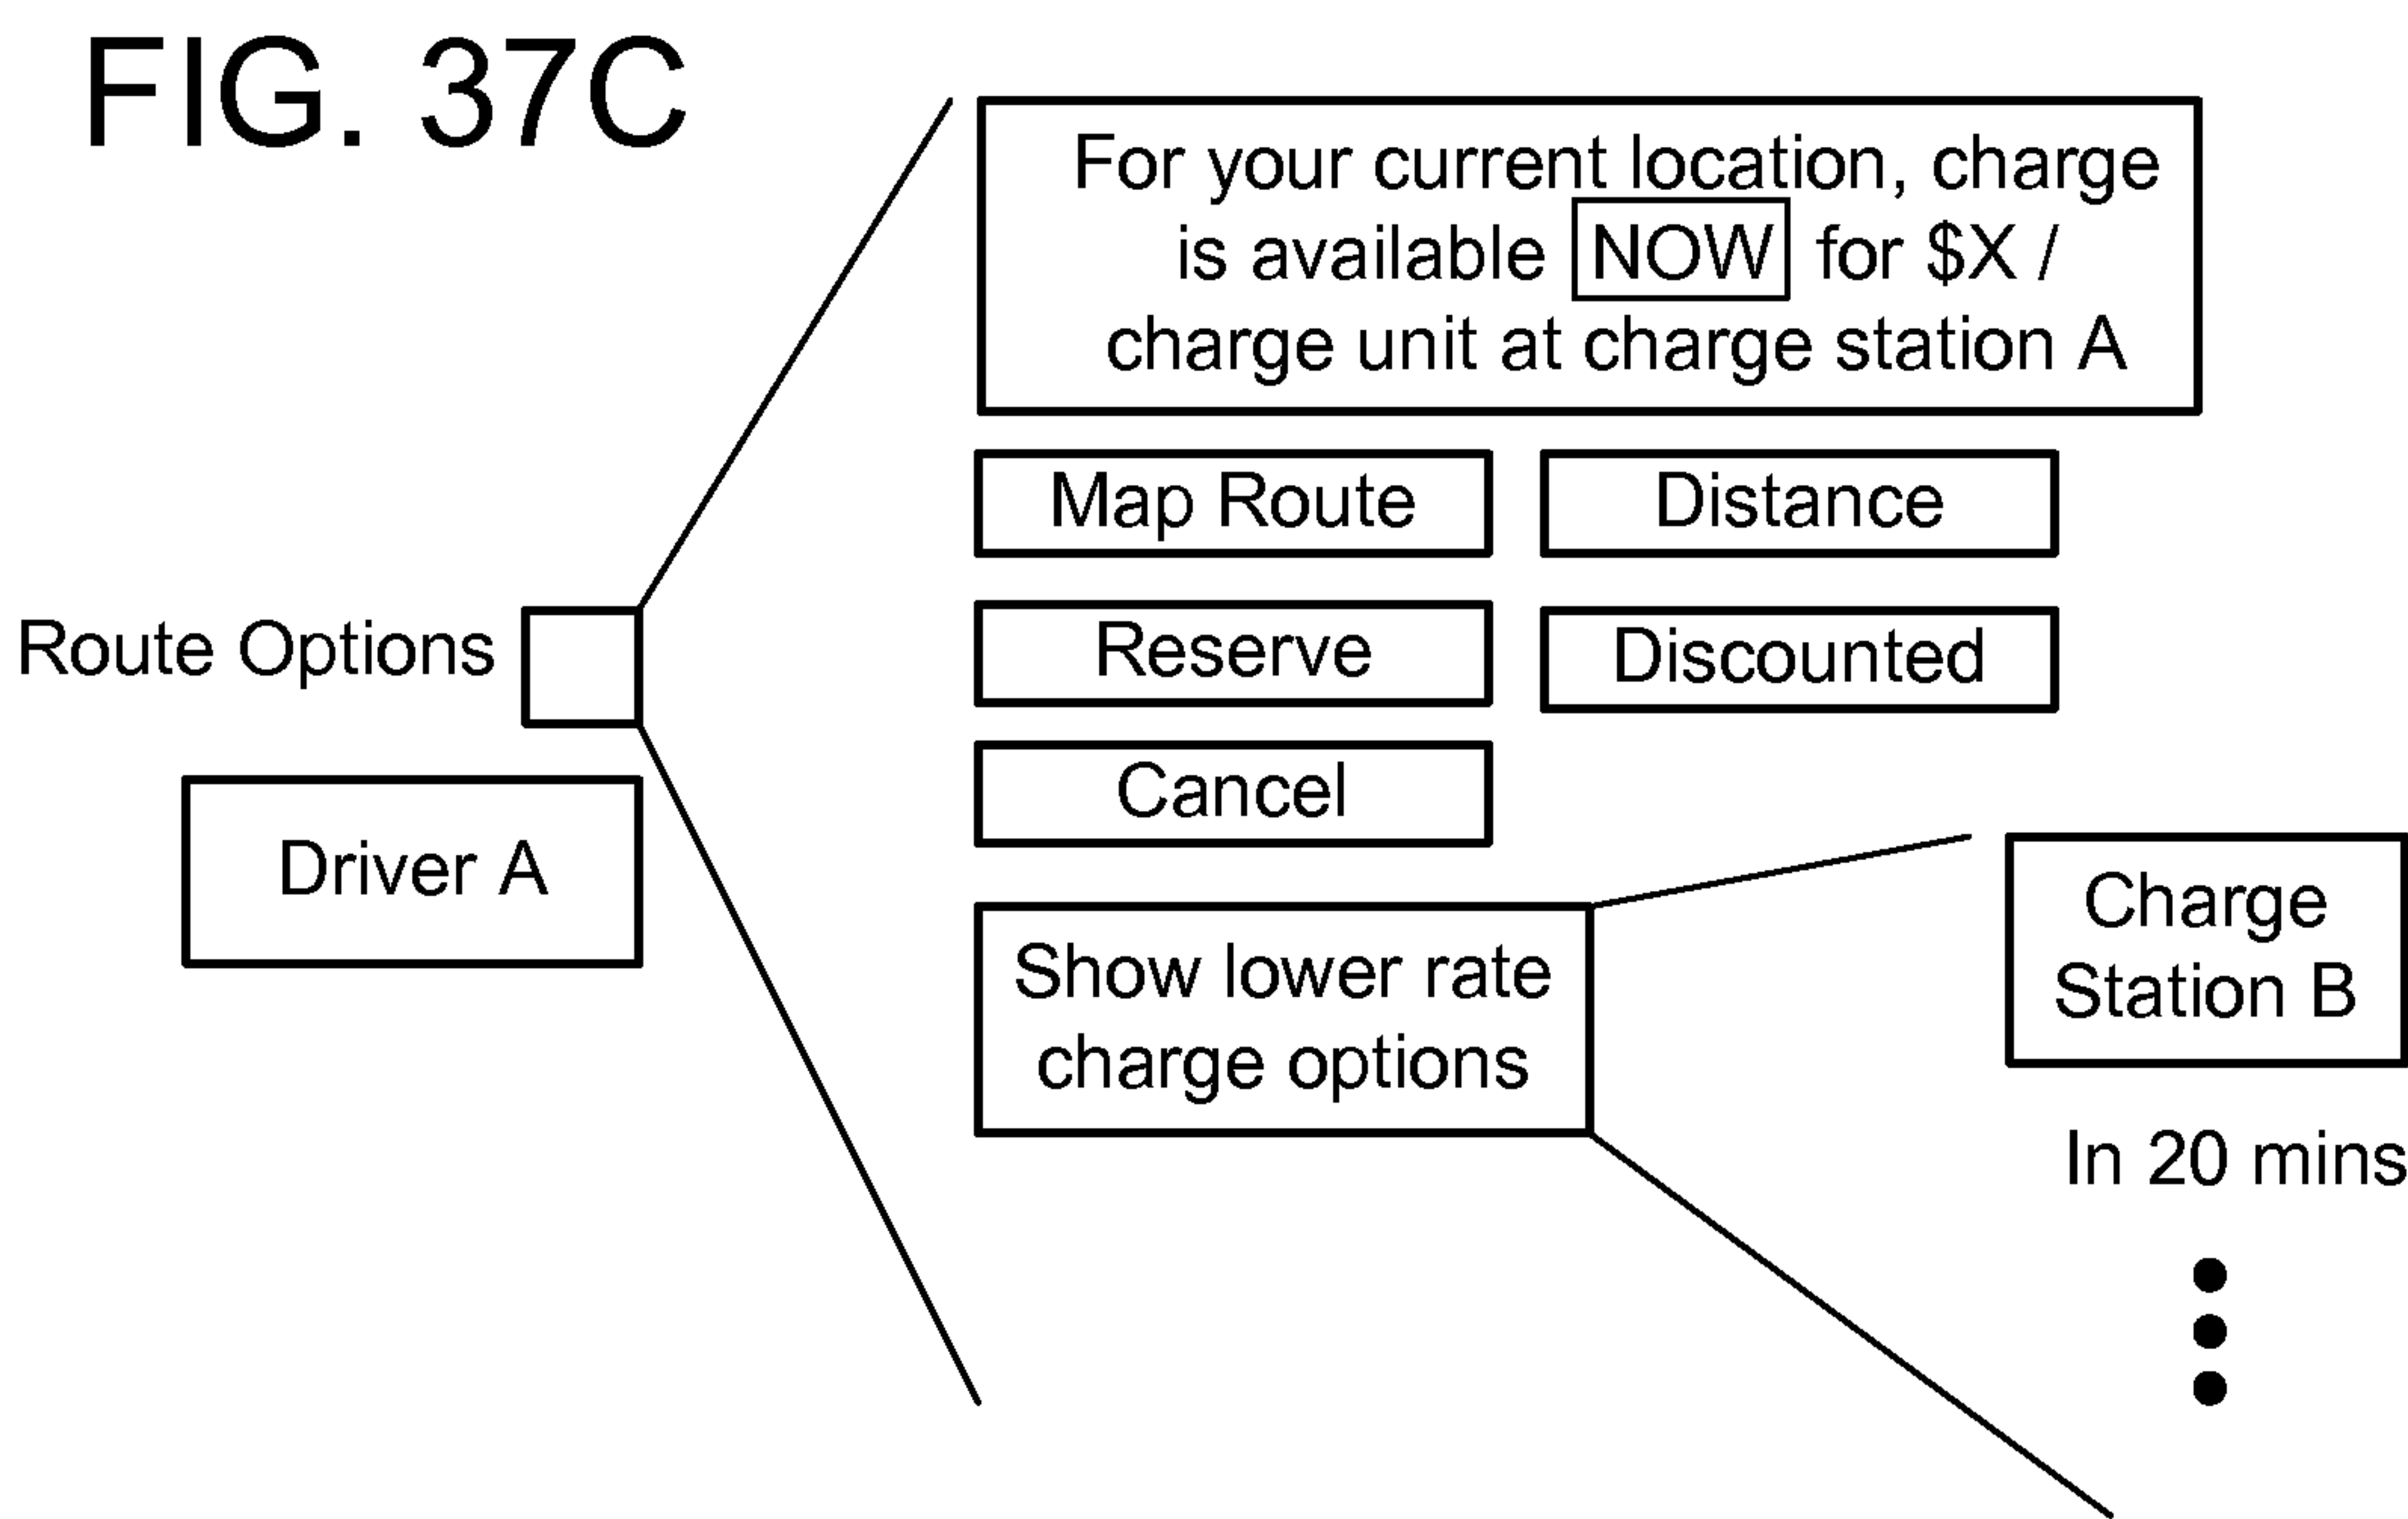 FIG. 37C
For your current location, charge
is available NOW for $X /
charge unit at charge station A
Map Route
Distance
Route Options
Reserve
Discounted
Cancel
Driver A
Show lower rate
charge options
Charge
Station B
In 20 mins